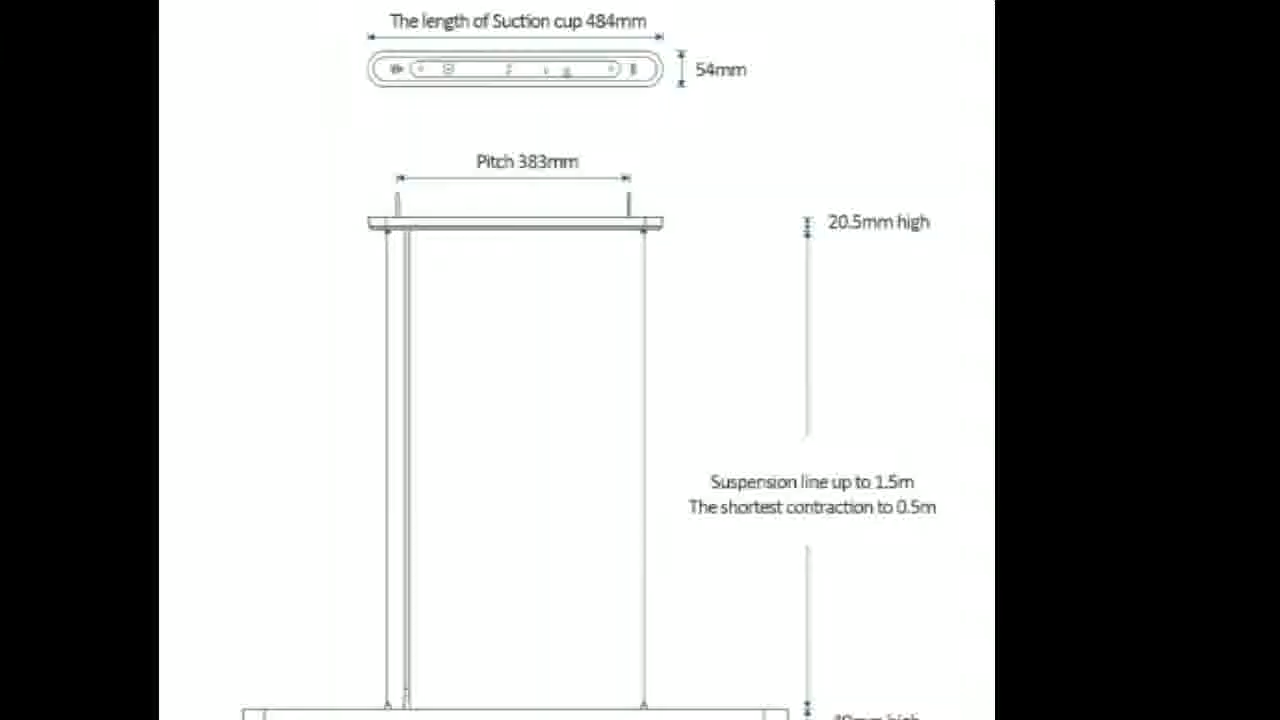 The length of Suction cup 484mm
54mm
Pitch 383mm
20.5mm high
Suspension line up to 1.5m
The shortest contraction to 0.5m
high